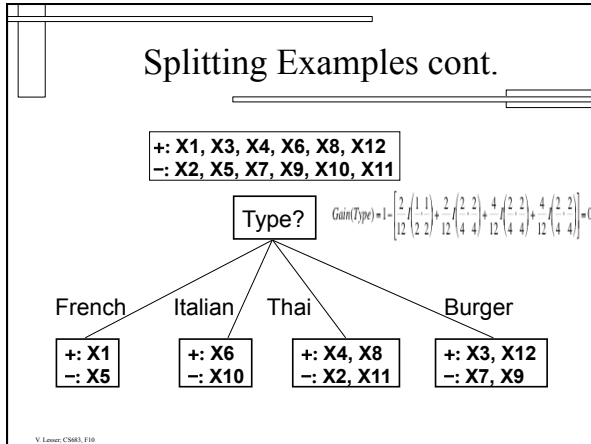 Splitting Examples cont.
+: X1, X3, X4, X6, X8, X12
−: X2, X5, X7, X9, X10, X11
Type?
Gain(Type) = 1 − [2/12 I(1/2, 1/2) + 2/12 I(2/4, 2/4) + 4/12 I(2/4, 2/4) + 4/12 I(2/4, 2/4)] = 0
French Italian Thai Burger
+: X1
−: X5
+: X6
−: X10
+: X4, X8
−: X2, X11
+: X3, X12
−: X7, X9
V. Lesser; CS683, F10